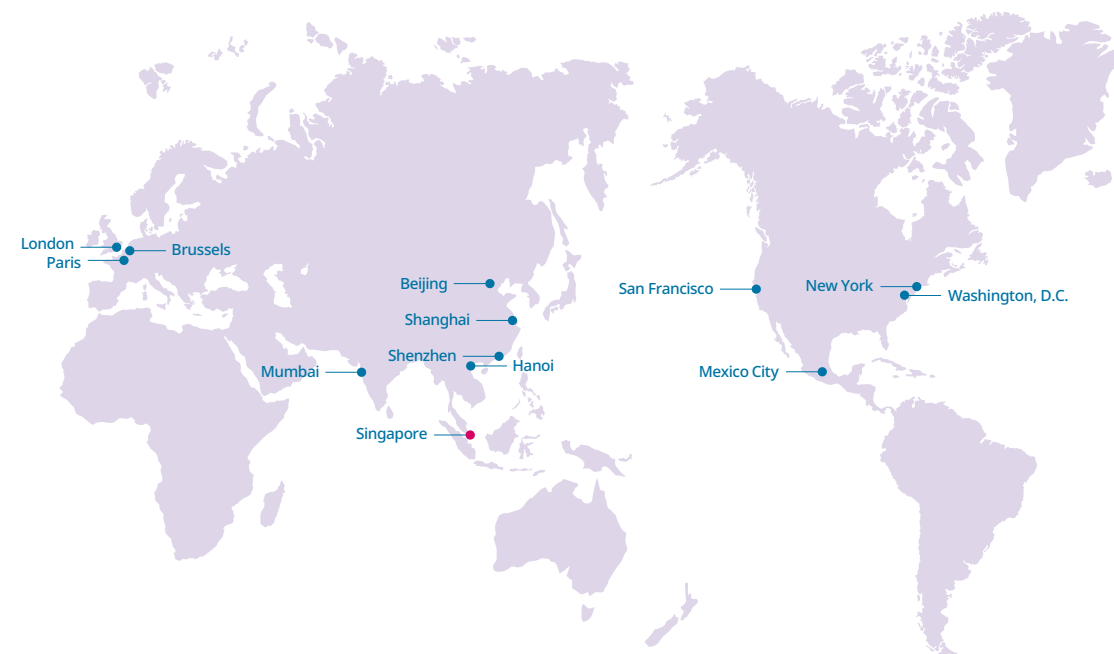 London
Paris
Brussels
Beijing
Shanghai
Shenzhen
Hanoi
Mumbai
Singapore
San Francisco
New York
Washington, D.C.
Mexico City